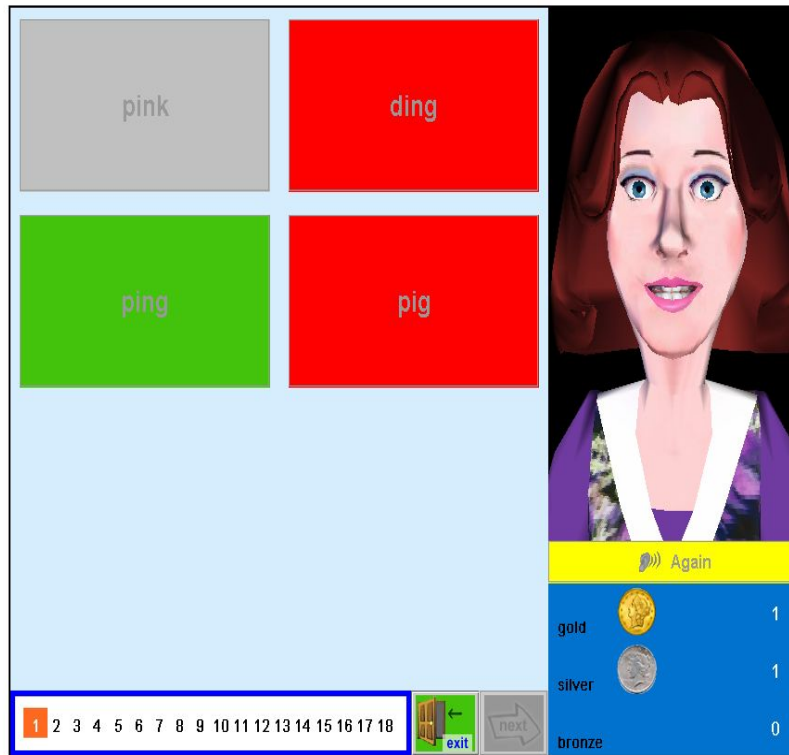 pink ding
ping pig
Again
gold 1
silver 1
bronze 0
1 2 3 4 5 6 7 8 9 10 11 12 13 14 15 16 17 18
exit
next